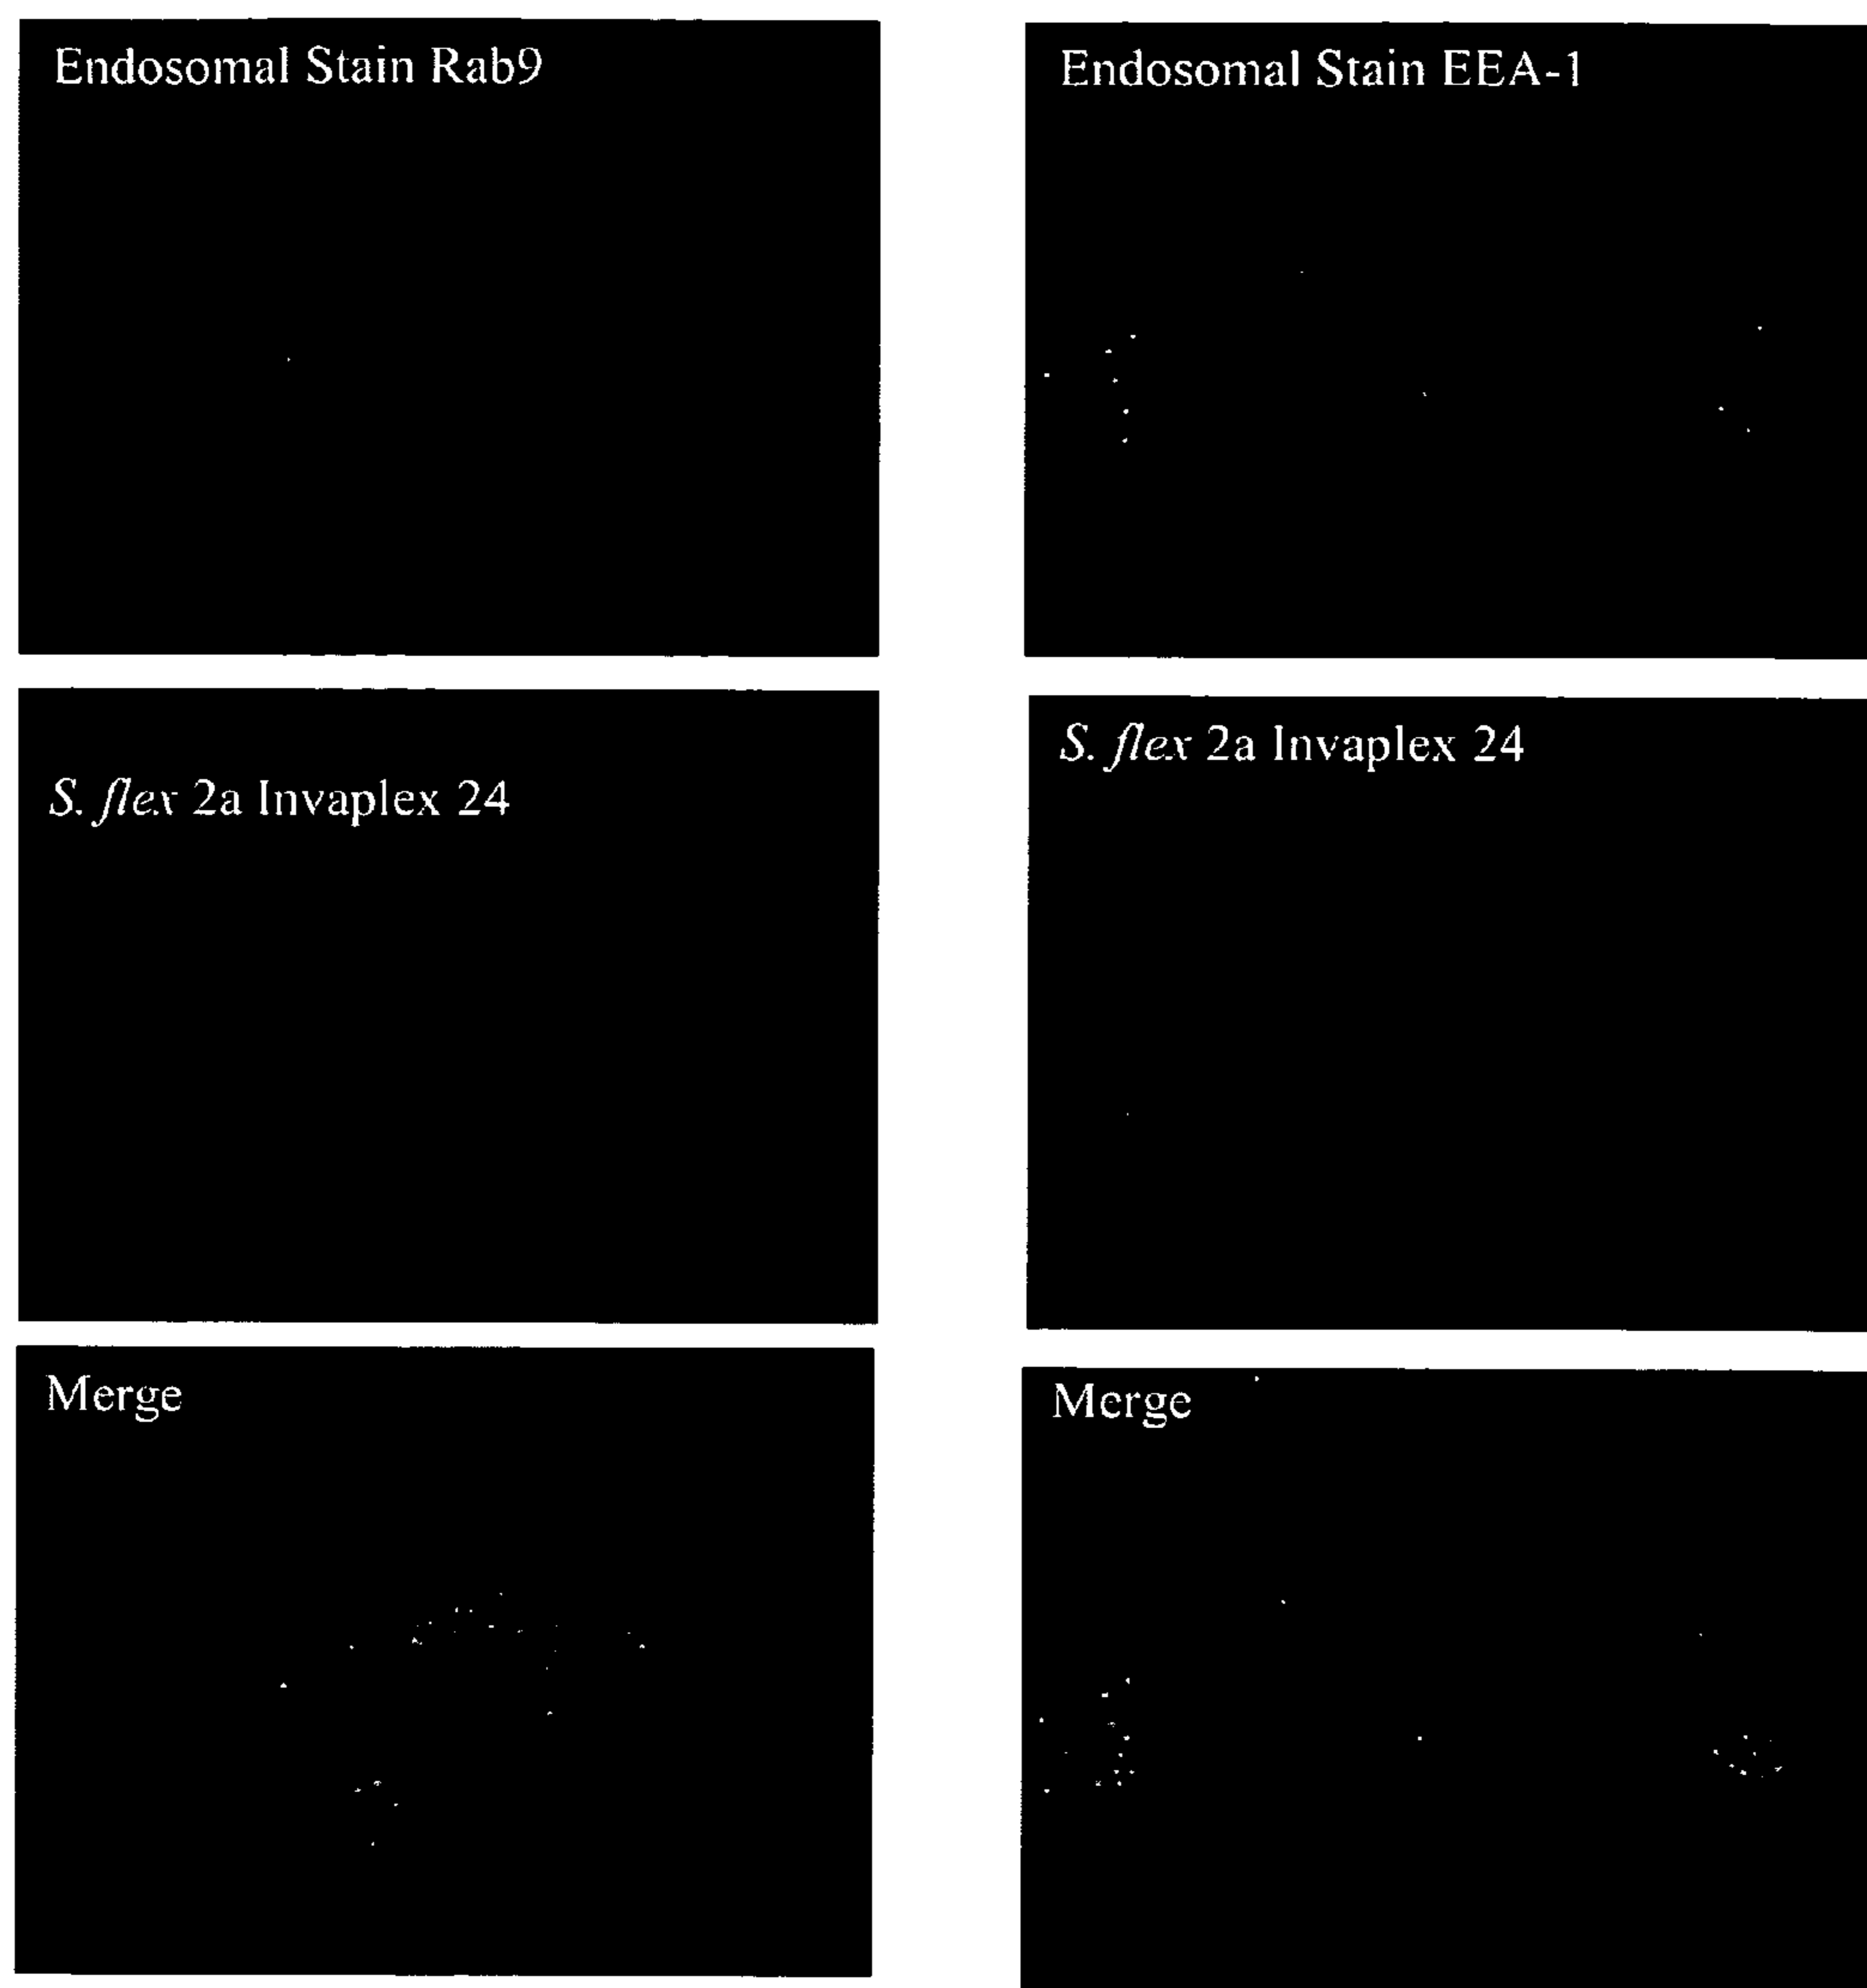 Endosomal Stain Rab9
Endosomal Stain EEA-1
S. flex 2a Invaplex 24
S. flex 2a Invaplex 24
Merge
Merge